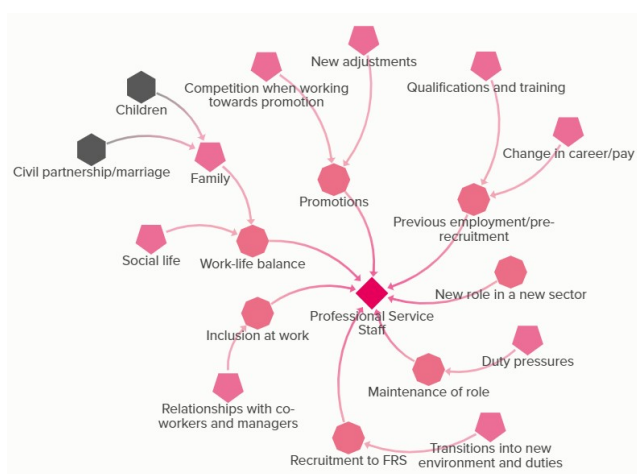 New adjustments
Competition when working
towards promotion
Qualifications and training
Children
Change in career/pay
Civil partnership/marriage
Family
Promotions
Previous employment/pre-
recruitment
Social life
Work-life balance
New role in a new sector
Professional Service
Staff
Inclusion at work
Duty pressures
Maintenance of role
Relationships with co-
workers and managers
Recruitment to FRS
Transitions into new
environment and duties